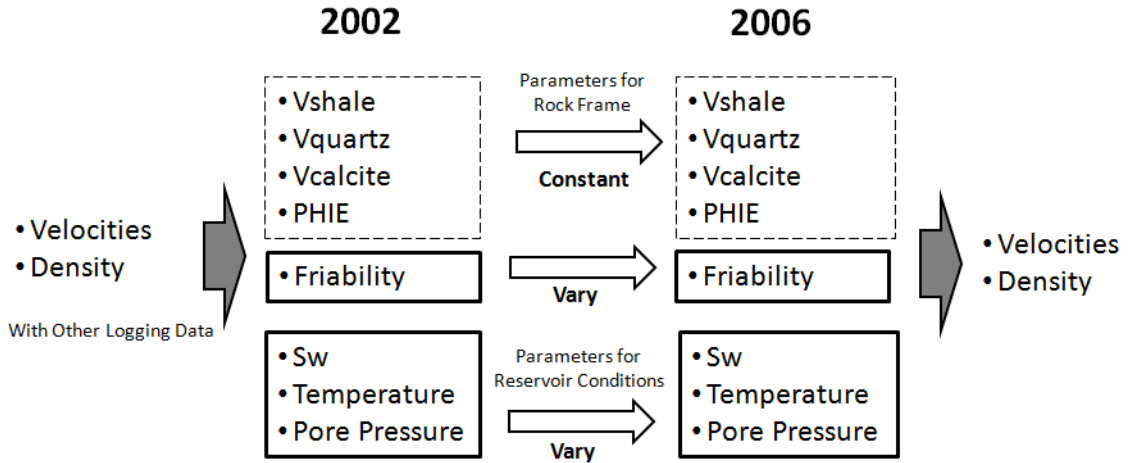 2002
2006
• Velocities
• Density
With Other Logging Data
• Vshale
• Vquartz
• Vcalcite
• PHIE
• Friability
• Sw
• Temperature
• Pore Pressure
Parameters for
Rock Frame
Constant
Vary
Parameters for
Reservoir Conditions
Vary
• Vshale
• Vquartz
• Vcalcite
• PHIE
• Friability
• Sw
• Temperature
• Pore Pressure
• Velocities
• Density